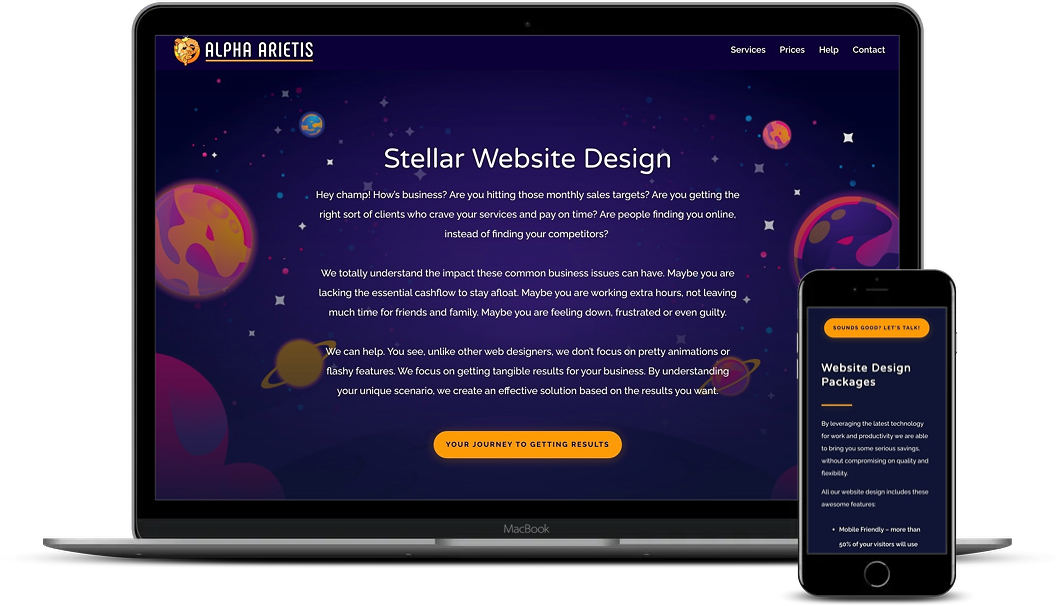 ALPHA ARIETIS
Services Prices Help Contact
Stellar Website Design
Hey champ! How's business? Are you hitting those monthly sales targets? Are you getting the
right sort of clients who crave your services and pay on time? Are people finding you online,
instead of finding your competitors?
We totally understand the impact these common business issues can have. Maybe you are
lacking the essential cashflow to stay afloat. Maybe you are working extra hours, not leaving
much time for friends and family. Maybe you are feeling down, frustrated or even guilty.
We can help. You see, unlike other web designers, we don't focus on pretty animations or
flashy features. We focus on getting tangible results for your business. By understanding
your unique scenario, we create an effective solution based on the results you want.
YOUR JOURNEY TO GETTING RESULTS
MacBook
SOUNDS GOOD? LET'S TALK!
Website Design
Packages
By leveraging the latest technology
for work and productivity we are able
to bring you some serious savings,
without compromising on quality and
flexibility.
All our website design includes these
awesome features:
• Mobile Friendly – more than
50% of your visitors will use